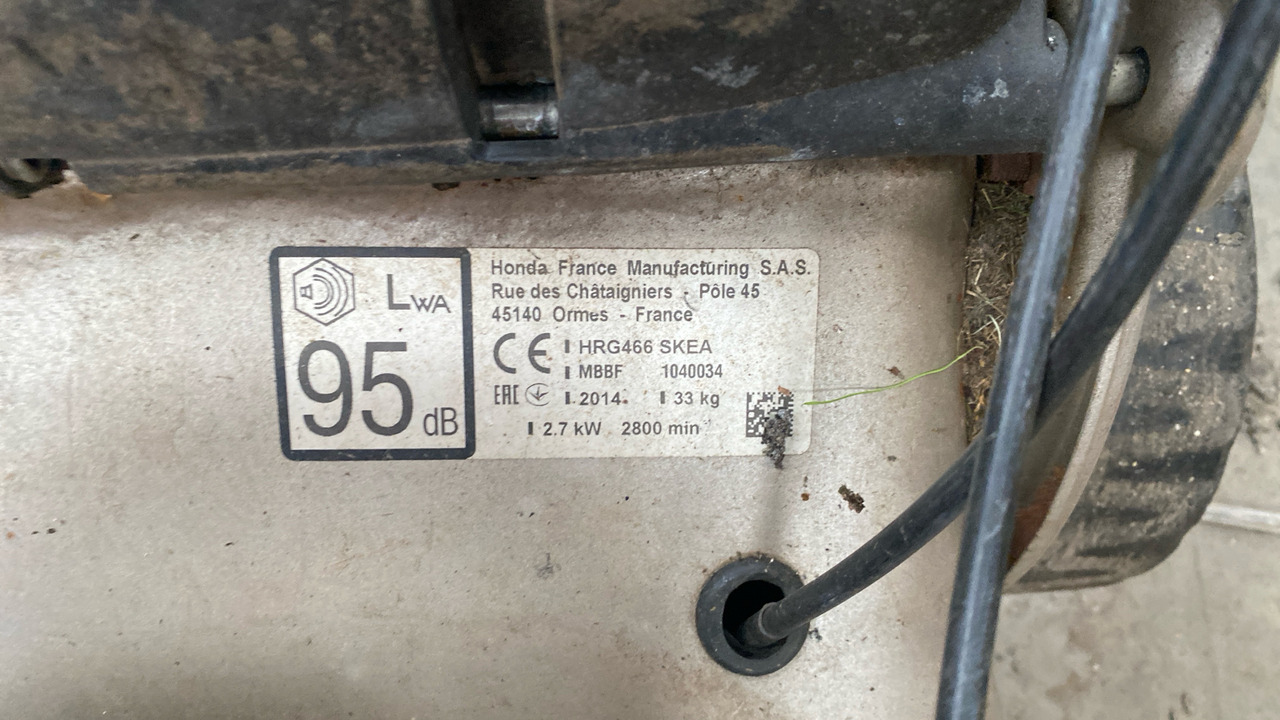 LWA
95 dB
Honda France Manufacturing S.A.S.
Rue des Châtaigniers - Pôle 45
45140 Ormes - France
CE HRG466 SKEA
MBBF 1040034
EAC 2014 33 kg
2.7 kW 2800 min